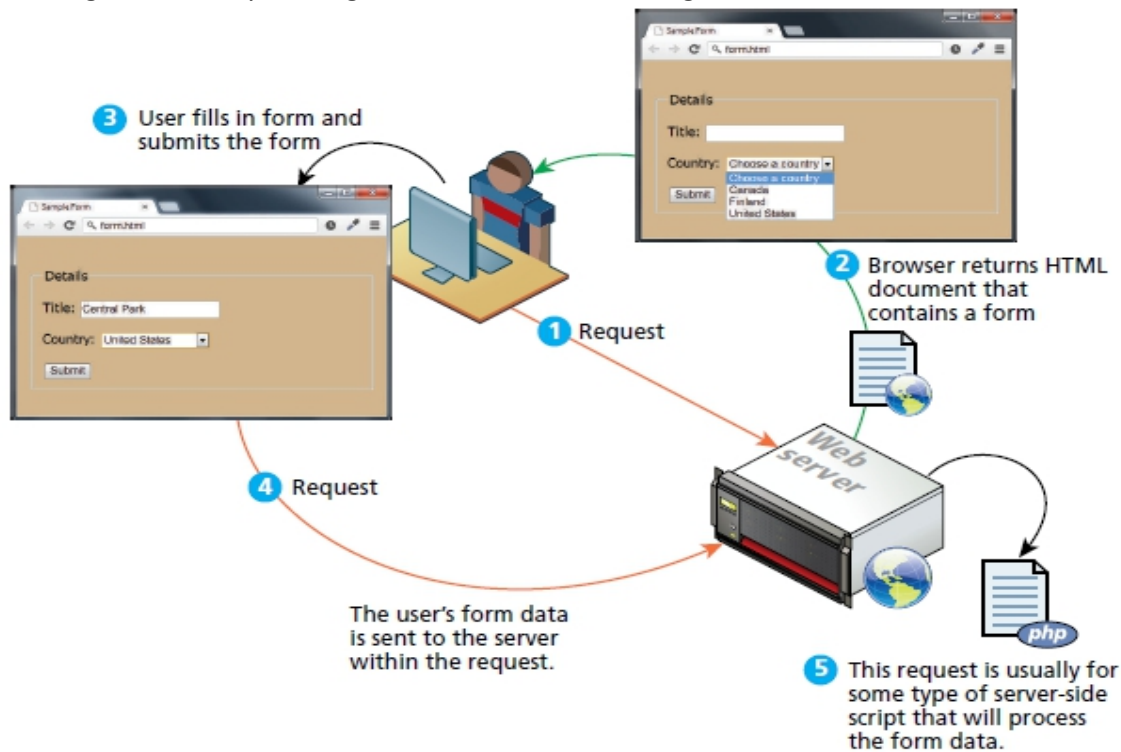 Sample Form
form.html
Details
Title:
Country: Choose a country
Choose a country
Canada
Finland
United States
Submit
3 User fills in form and
submits the form
Sample Form
form.html
Details
Title: Central Park
Country: United States
Submit
2 Browser returns HTML
document that
contains a form
1 Request
Web
server
4 Request
The user's form data
is sent to the server
within the request.
php
5 This request is usually for
some type of server-side
script that will process
the form data.